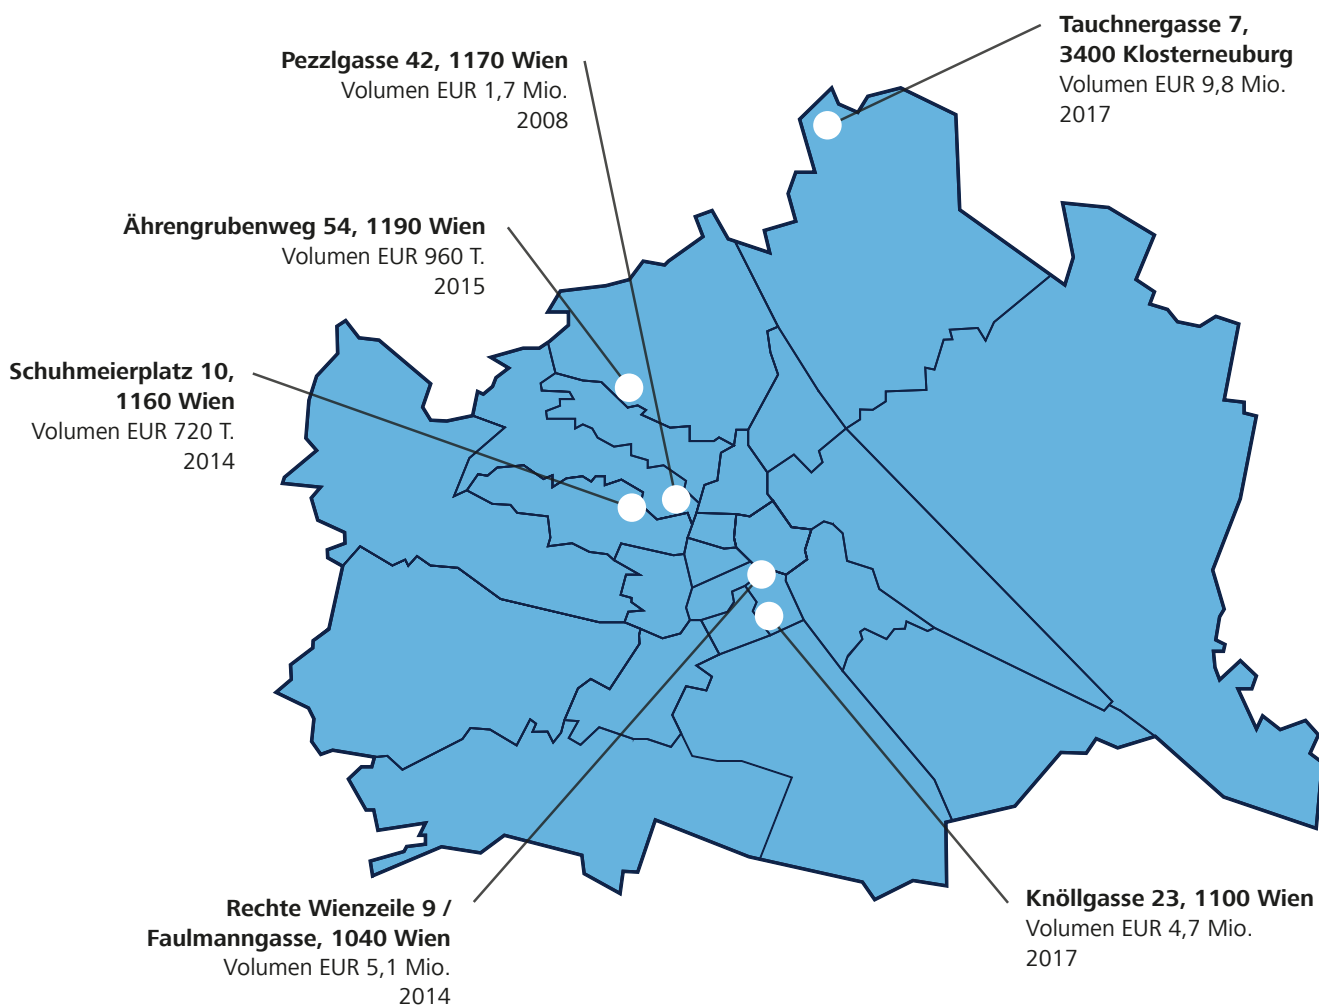 Tauchnergasse 7,
3400 Klosterneuburg
Volumen EUR 9,8 Mio.
2017
Pezzlgasse 42, 1170 Wien
Volumen EUR 1,7 Mio.
2008
Ährengrubenweg 54, 1190 Wien
Volumen EUR 960 T.
2015
Schuhmeierplatz 10,
1160 Wien
Volumen EUR 720 T.
2014
Rechte Wienzeile 9 /
Faulmanngasse, 1040 Wien
Volumen EUR 5,1 Mio.
2014
Knöllgasse 23, 1100 Wien
Volumen EUR 4,7 Mio.
2017